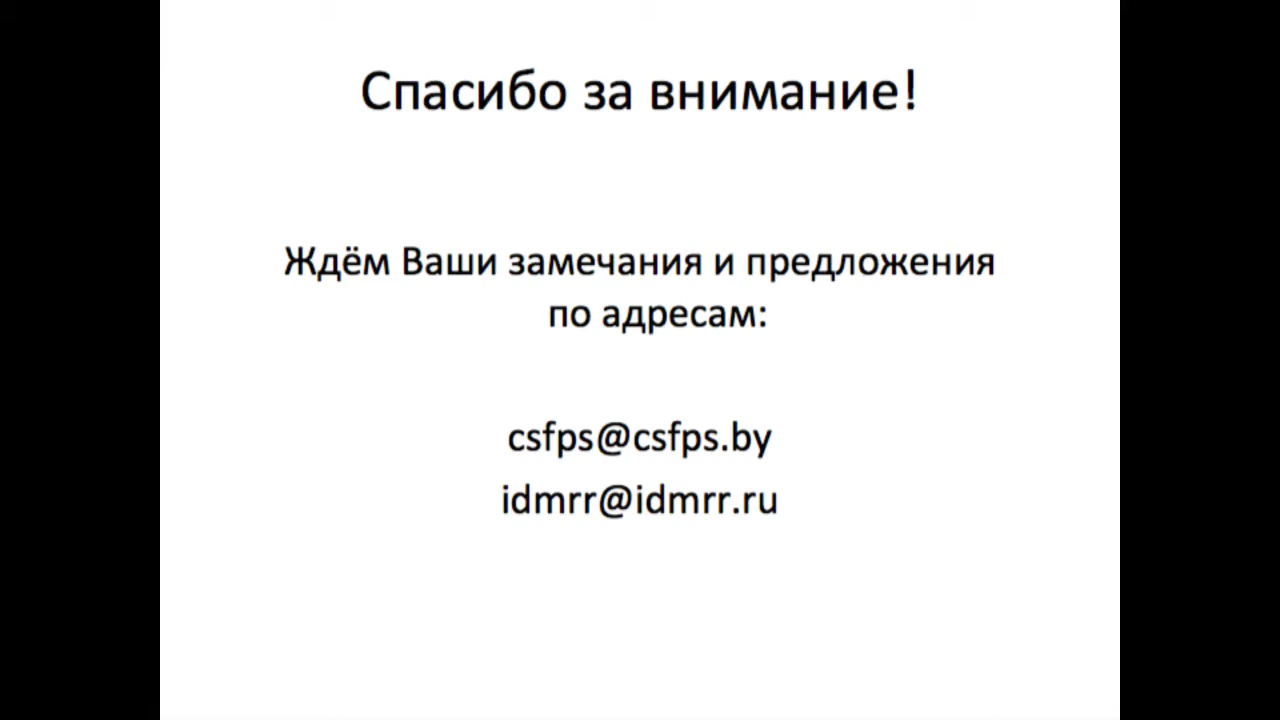 Спасибо за внимание!
Ждём Ваши замечания и предложения
по адресам:
csfps@csfps.by
idmrr@idmrr.ru